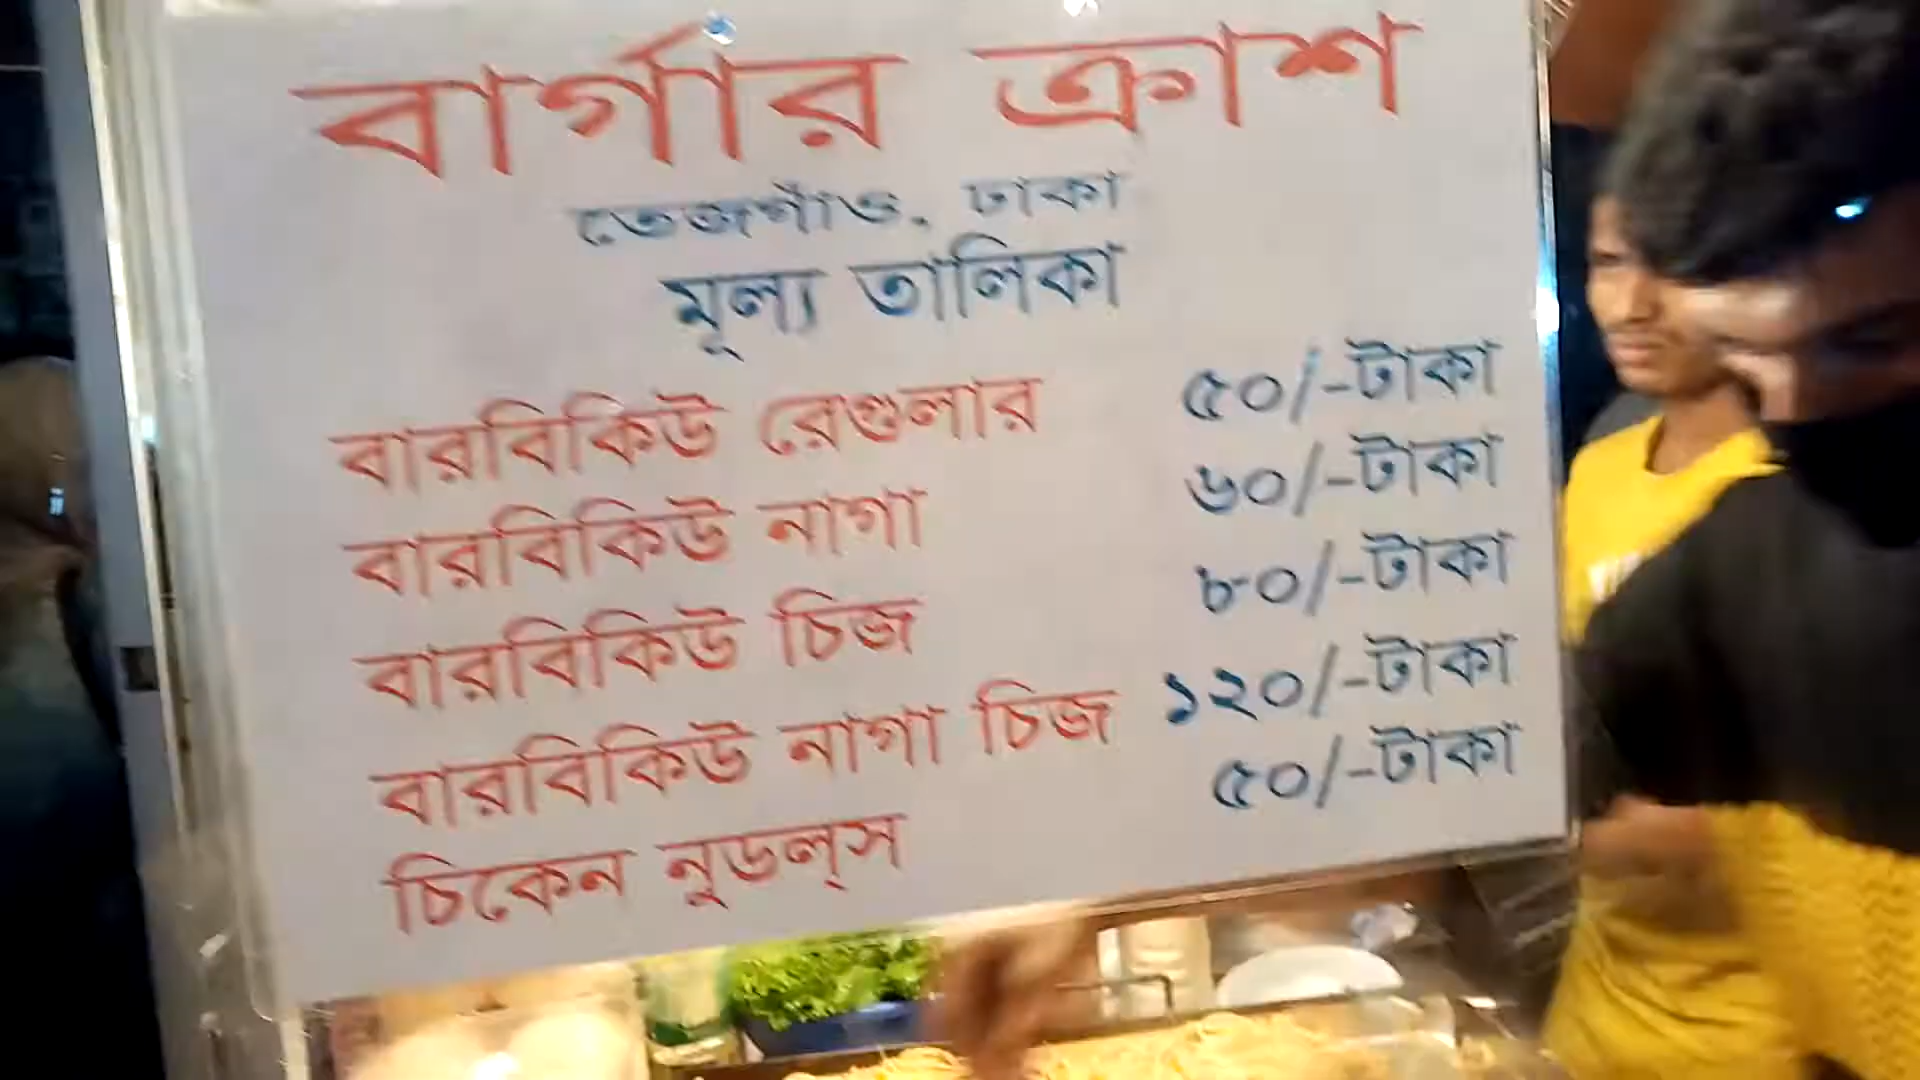 বার্গার ক্রাশ
তেজগাঁও, ঢাকা
মূল্য তালিকা
বারবিকিউ রেগুলার ৫০/-টাকা
বারবিকিউ নাগা ৬০/-টাকা
বারবিকিউ চিজ ৮০/-টাকা
বারবিকিউ নাগা চিজ ১২০/-টাকা
চিকেন নুডল্‌স ৫০/-টাকা